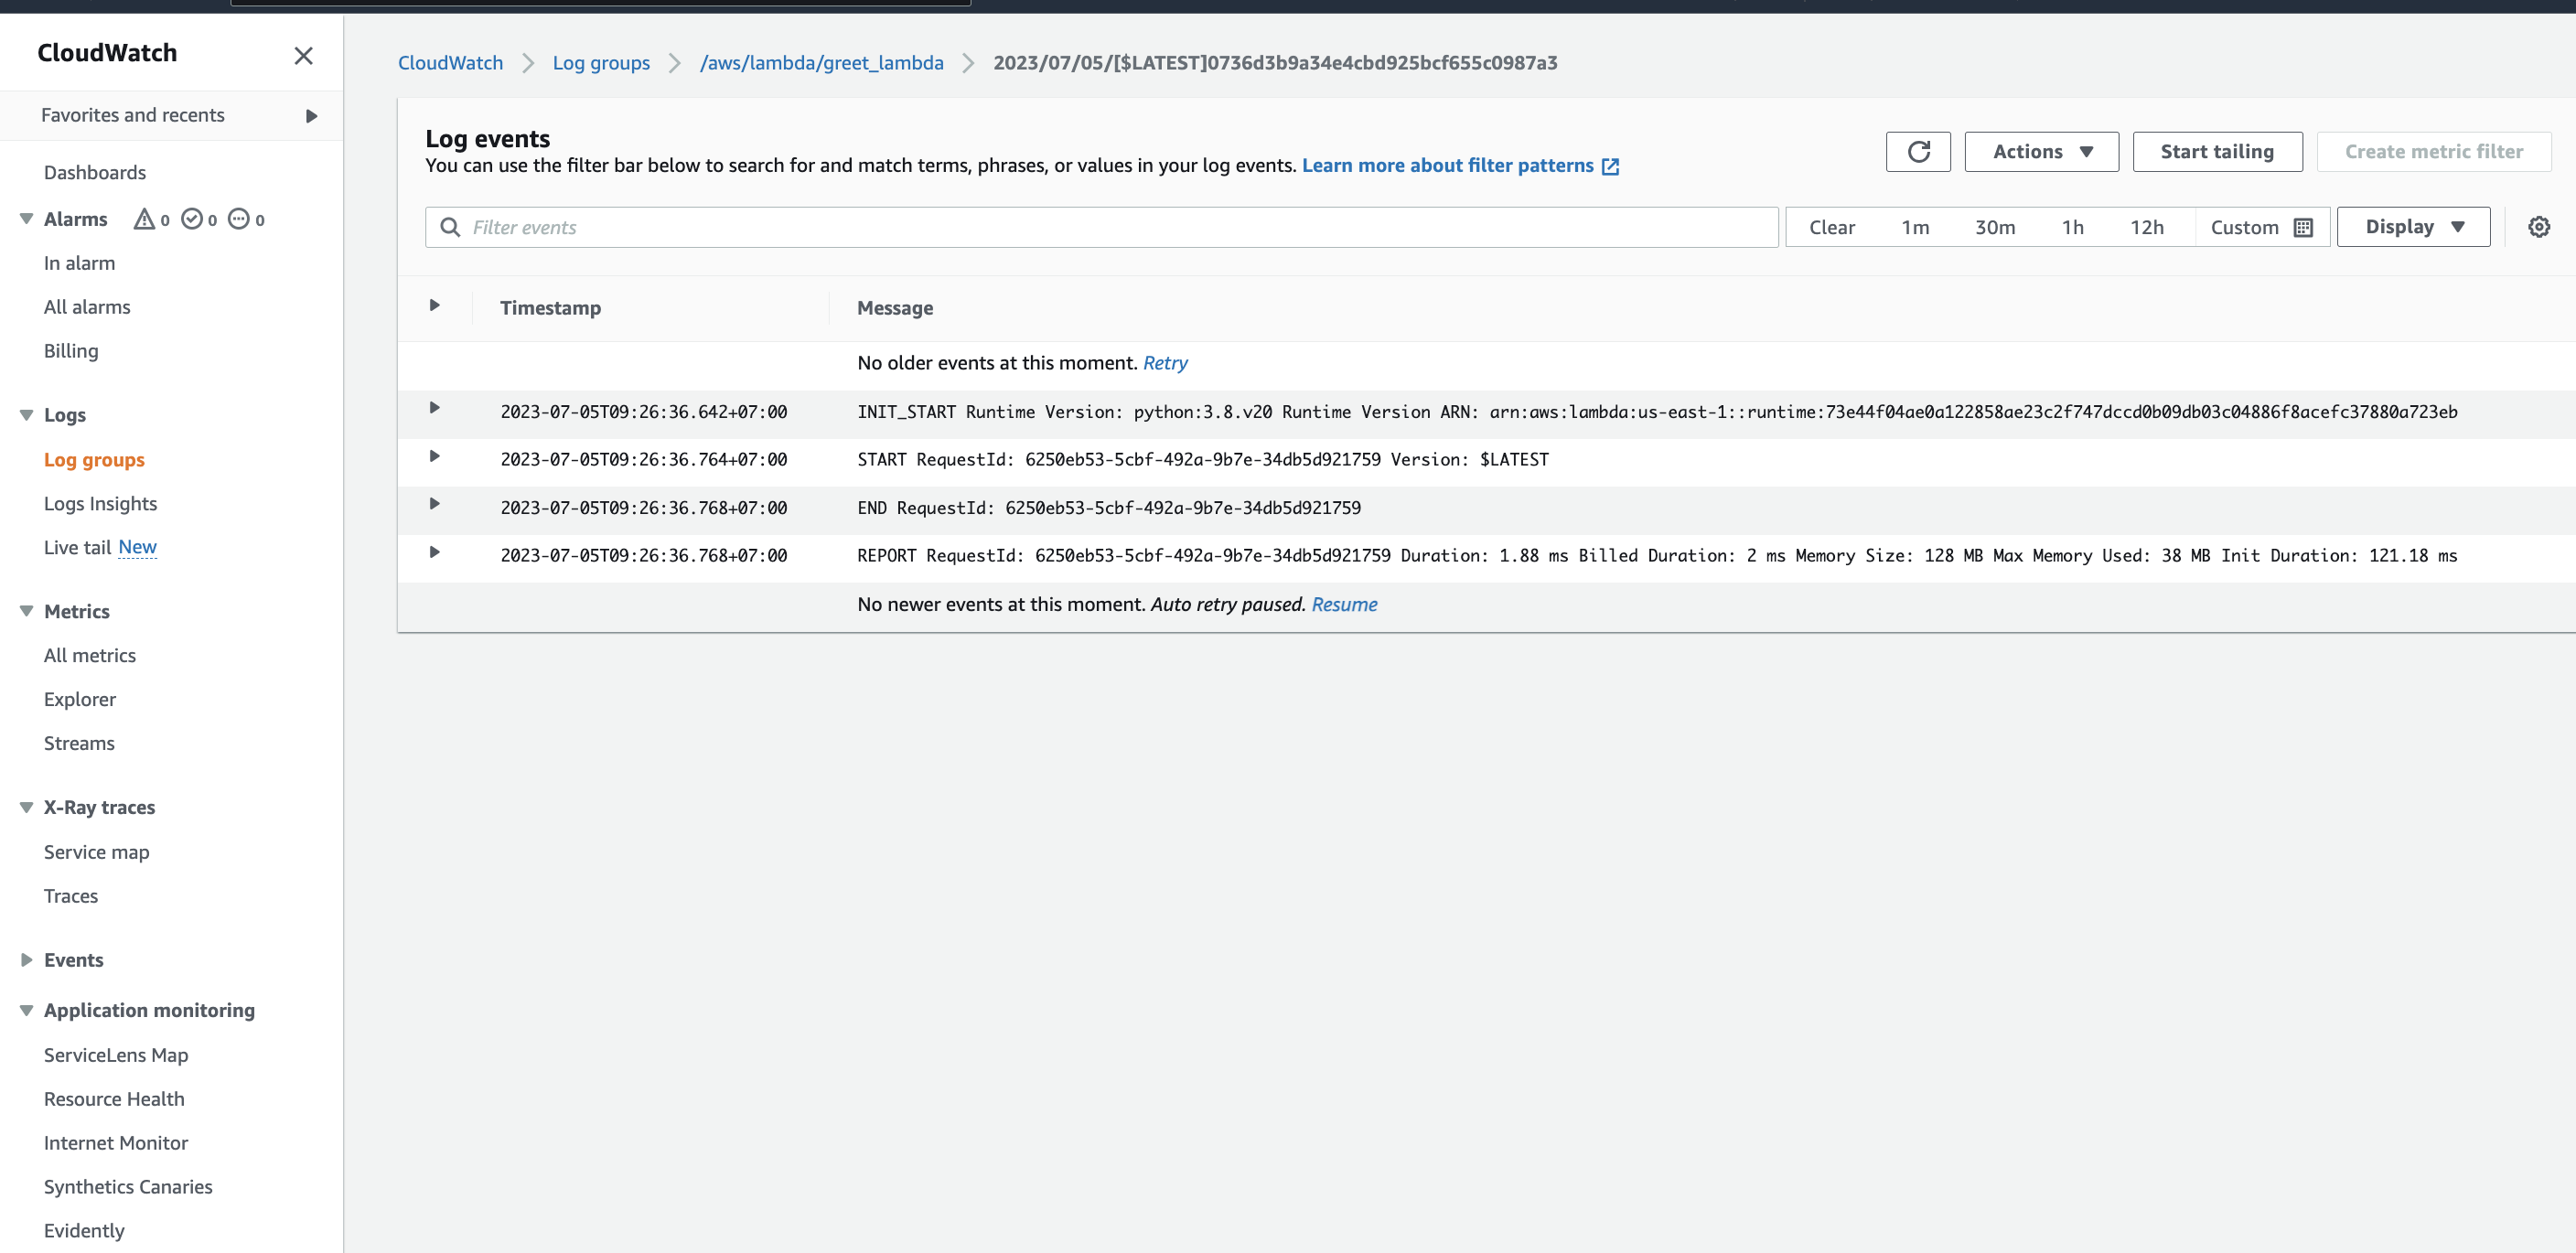 CloudWatch
Favorites and recents
Dashboards
Alarms 0 0 0
In alarm
All alarms
Billing
Logs
Log groups
Logs Insights
Live tail New
Metrics
All metrics
Explorer
Streams
X-Ray traces
Service map
Traces
Events
Application monitoring
ServiceLens Map
Resource Health
Internet Monitor
Synthetics Canaries
Evidently
CloudWatch Log groups /aws/lambda/greet_lambda 2023/07/05/[$LATEST]0736d3b9a34e4cbd925bcf655c0987a3
Log events
You can use the filter bar below to search for and match terms, phrases, or values in your log events. Learn more about filter patterns
Actions Start tailing Create metric filter
Filter events Clear 1m 30m 1h 12h Custom Display
Timestamp Message
No older events at this moment. Retry
2023-07-05T09:26:36.642+07:00 INIT_START Runtime Version: python:3.8.v20 Runtime Version ARN: arn:aws:lambda:us-east-1::runtime:73e44f04ae0a122858ae23c2f747dccd0b09db03c04886f8acefc37880a723eb
2023-07-05T09:26:36.764+07:00 START RequestId: 6250eb53-5cbf-492a-9b7e-34db5d921759 Version: $LATEST
2023-07-05T09:26:36.768+07:00 END RequestId: 6250eb53-5cbf-492a-9b7e-34db5d921759
2023-07-05T09:26:36.768+07:00 REPORT RequestId: 6250eb53-5cbf-492a-9b7e-34db5d921759 Duration: 1.88 ms Billed Duration: 2 ms Memory Size: 128 MB Max Memory Used: 38 MB Init Duration: 121.18 ms
No newer events at this moment. Auto retry paused. Resume